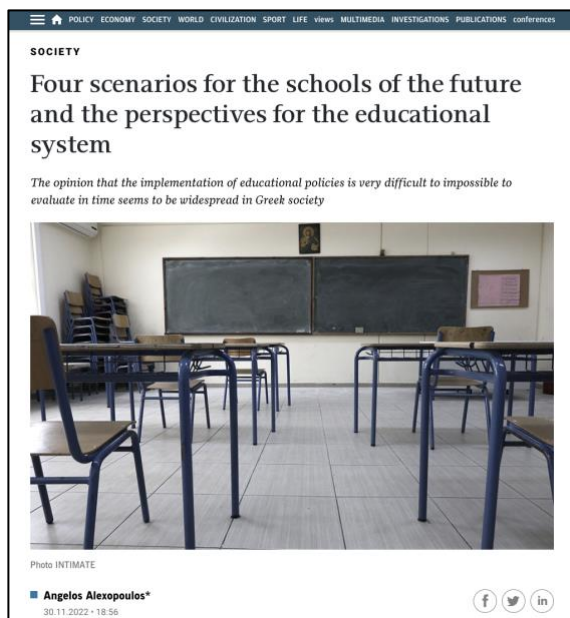 POLICY ECONOMY SOCIETY WORLD CIVILIZATION SPORT LIFE views MULTIMEDIA INVESTIGATIONS PUBLICATIONS conferences
SOCIETY
Four scenarios for the schools of the future
and the perspectives for the educational
system
The opinion that the implementation of educational policies is very difficult to impossible to
evaluate in time seems to be widespread in Greek society
Photo INTIMATE
Angelos Alexopoulos*
30.11.2022 • 18:56